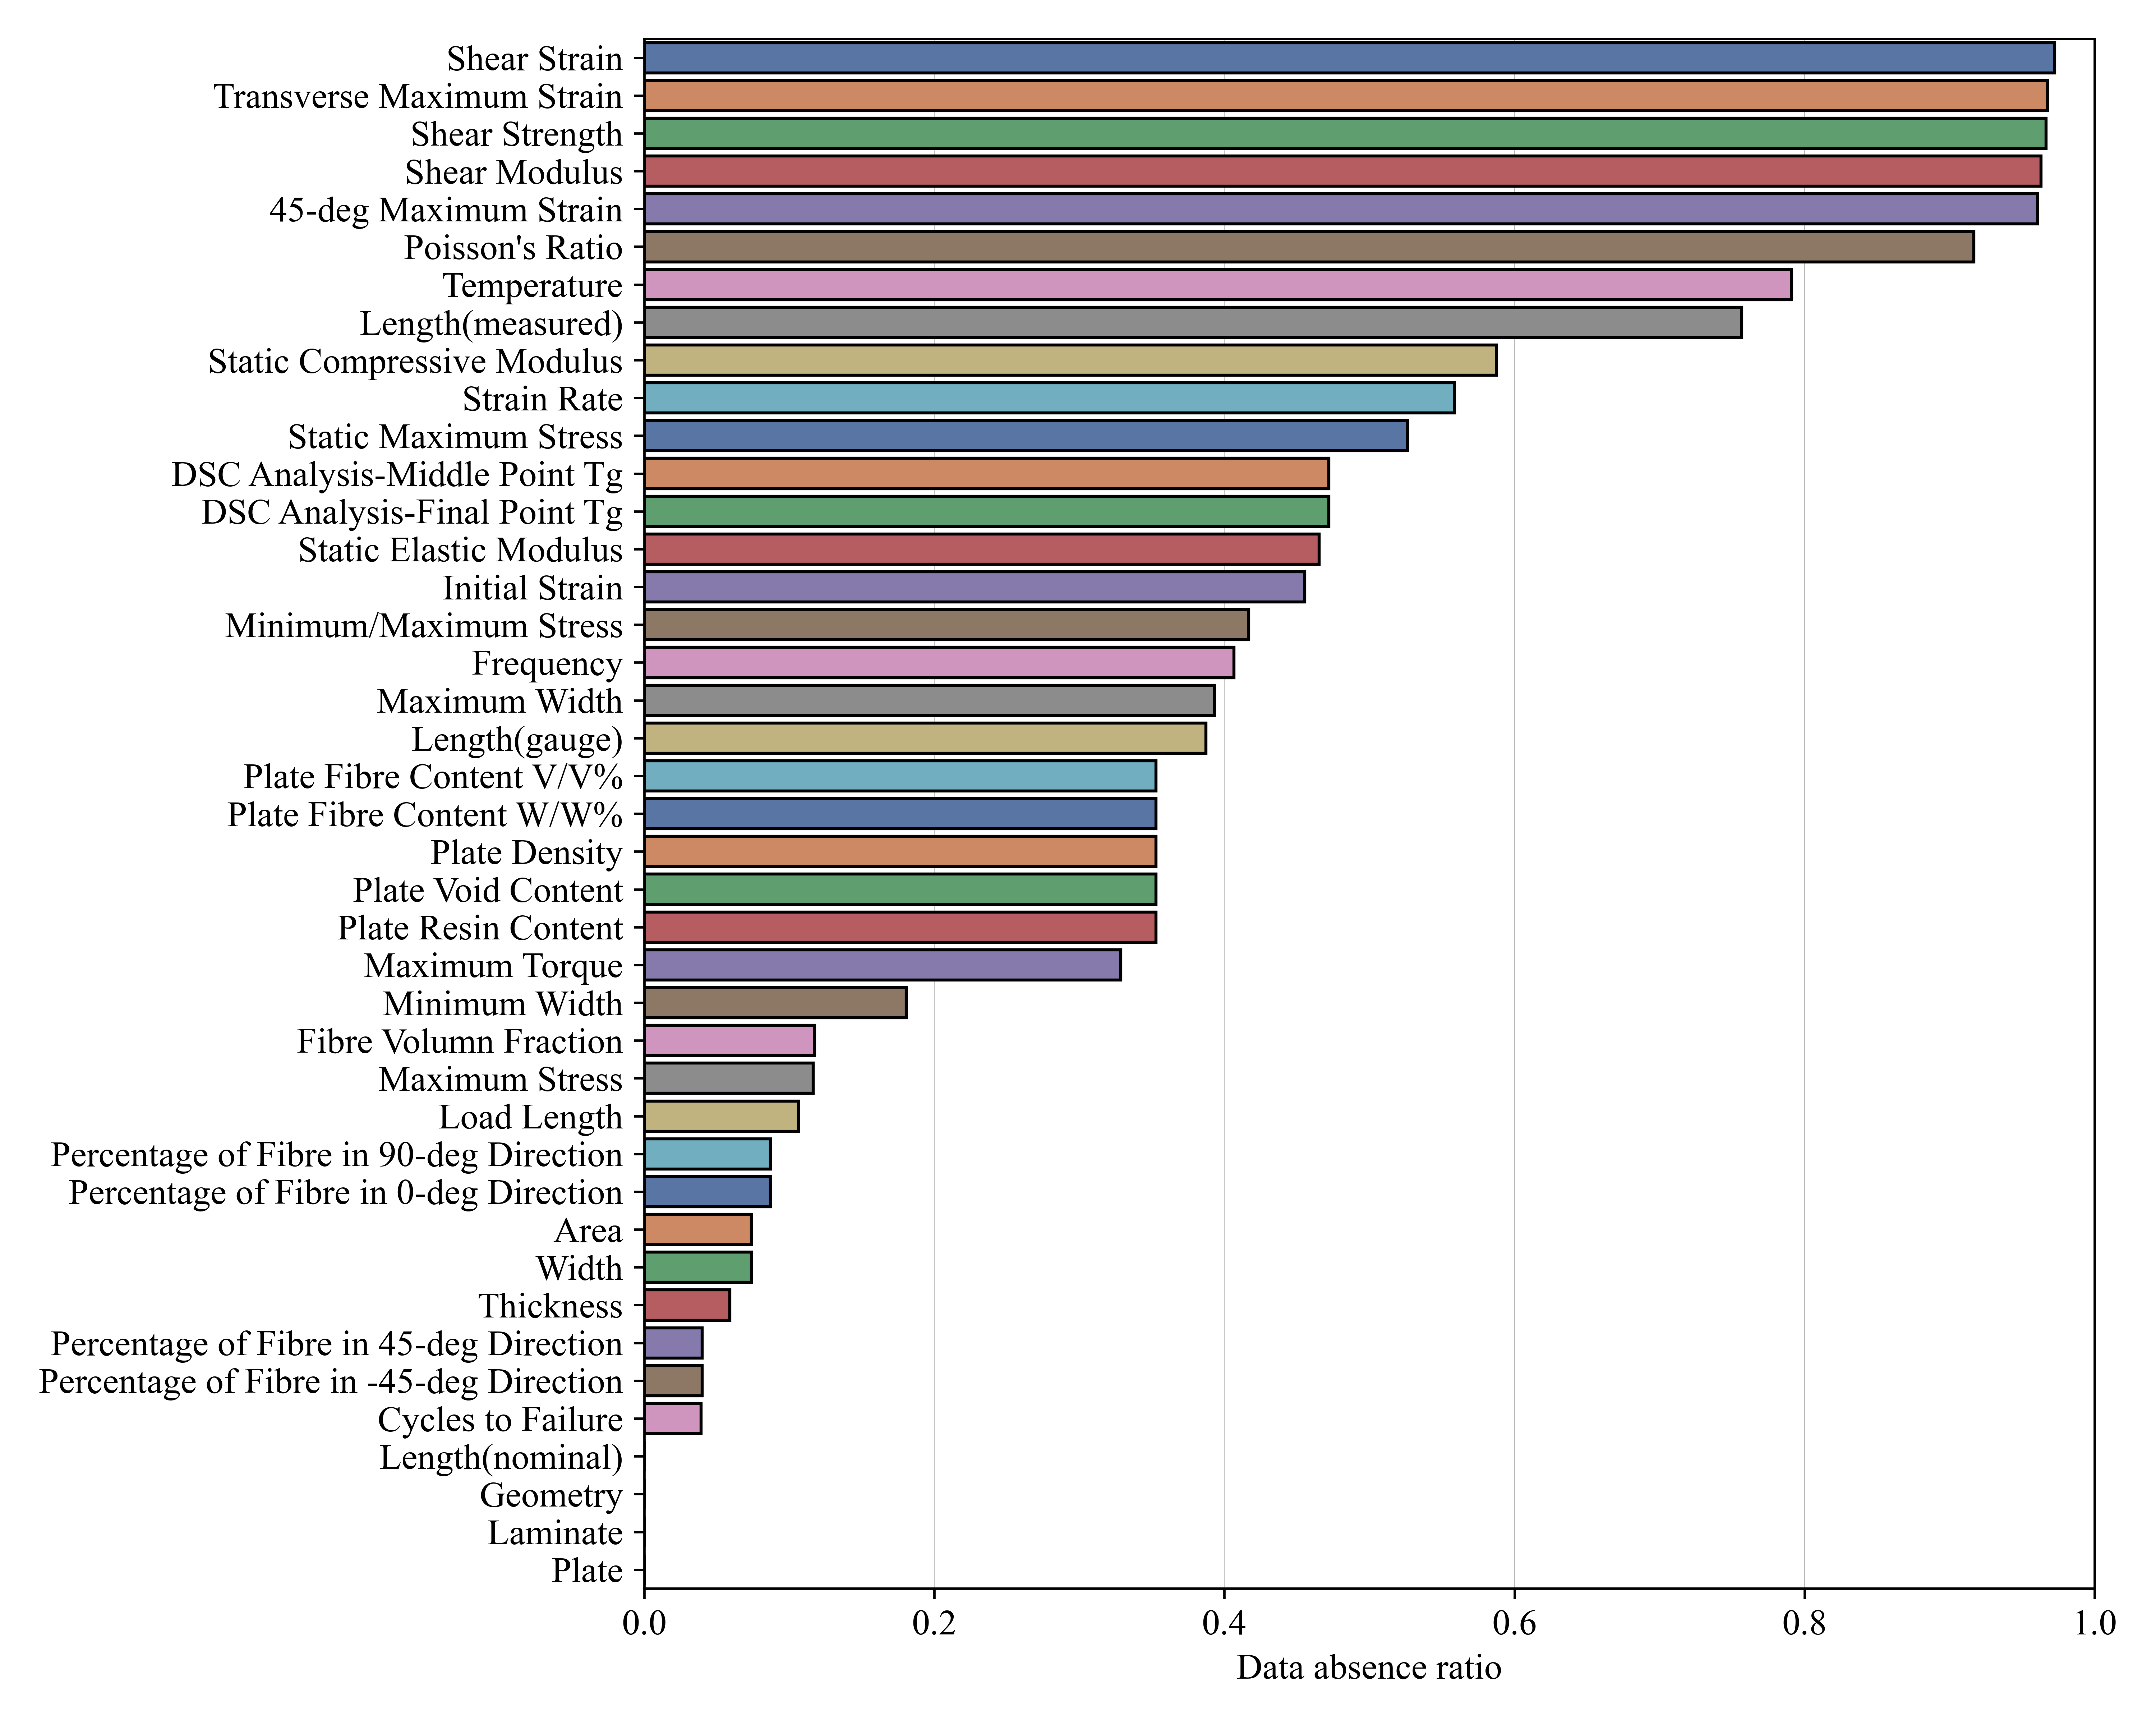 Shear Strain
Transverse Maximum Strain
Shear Strength
Shear Modulus
45-deg Maximum Strain
Poisson's Ratio
Temperature
Length(measured)
Static Compressive Modulus
Strain Rate
Static Maximum Stress
DSC Analysis-Middle Point Tg
DSC Analysis-Final Point Tg
Static Elastic Modulus
Initial Strain
Minimum/Maximum Stress
Frequency
Maximum Width
Length(gauge)
Plate Fibre Content V/V%
Plate Fibre Content W/W%
Plate Density
Plate Void Content
Plate Resin Content
Maximum Torque
Minimum Width
Fibre Volumn Fraction
Maximum Stress
Load Length
Percentage of Fibre in 90-deg Direction
Percentage of Fibre in 0-deg Direction
Area
Width
Thickness
Percentage of Fibre in 45-deg Direction
Percentage of Fibre in -45-deg Direction
Cycles to Failure
Length(nominal)
Geometry
Laminate
Plate
0.0 0.2 0.4 0.6 0.8 1.0
Data absence ratio